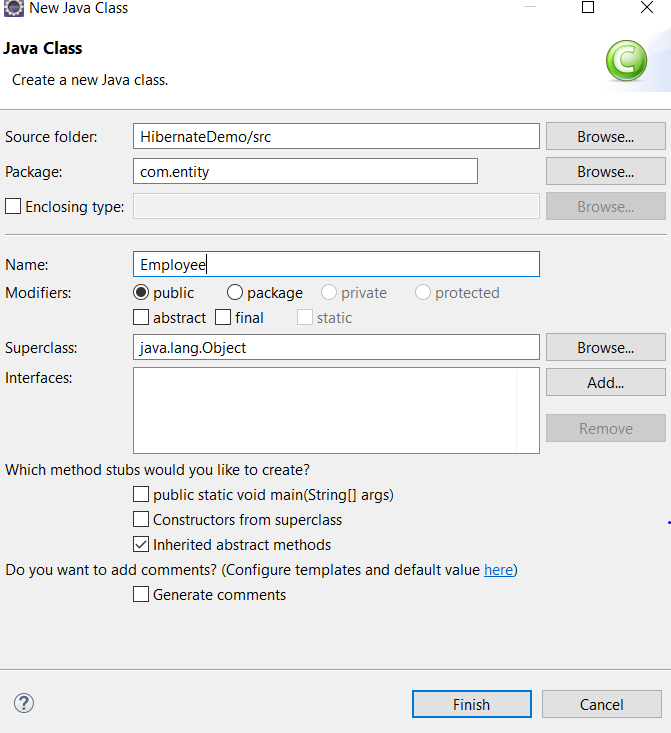 New Java Class
Java Class
Create a new Java class.
Source folder: HibernateDemo/src Browse...
Package: com.entity Browse...
Enclosing type: Browse...
Name: Employee
Modifiers: public package private protected
abstract final static
Superclass: java.lang.Object Browse...
Interfaces: Add...
Remove
Which method stubs would you like to create?
public static void main(String[] args)
Constructors from superclass
Inherited abstract methods
Do you want to add comments? (Configure templates and default value here)
Generate comments
? Finish Cancel